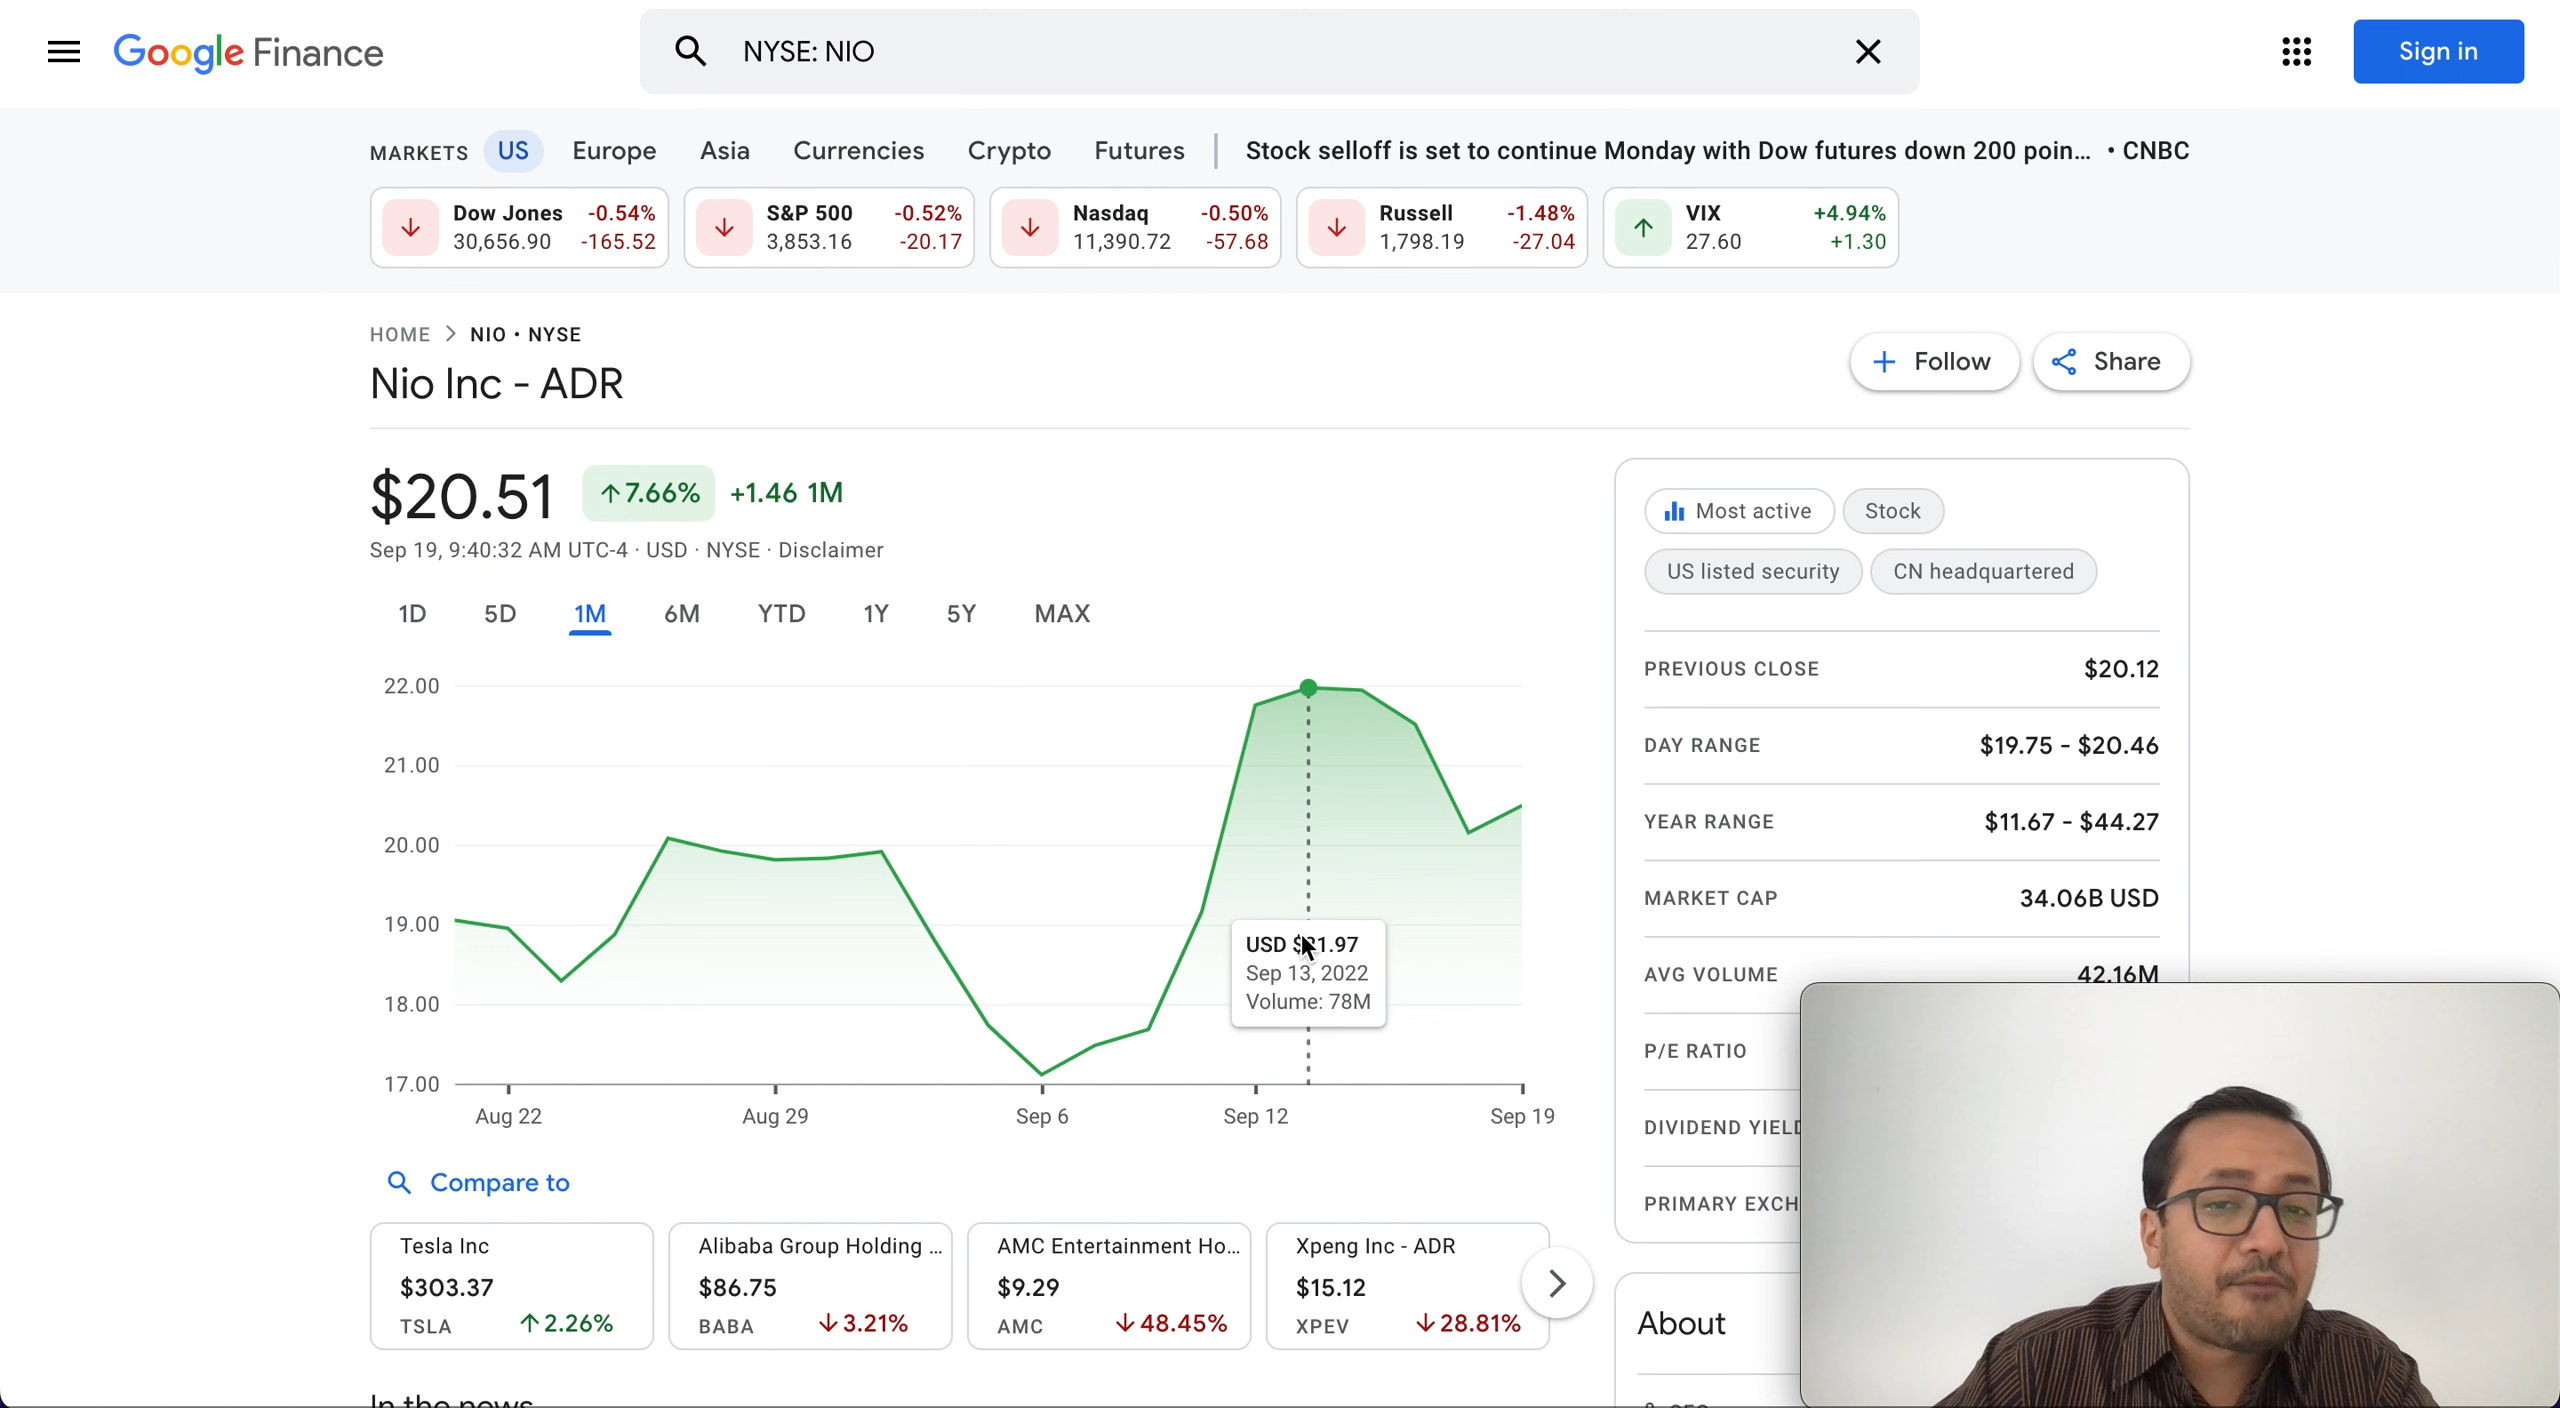 Google Finance
NYSE: NIO
Sign in
MARKETS US Europe Asia Currencies Crypto Futures Stock selloff is set to continue Monday with Dow futures down 200 poin... • CNBC
Dow Jones -0.54% S&P 500 -0.52% Nasdaq -0.50% Russell -1.48% VIX +4.94%
30,656.90 -165.52 3,853.16 -20.17 11,390.72 -57.68 1,798.19 -27.04 27.60 +1.30
HOME > NIO • NYSE
Nio Inc - ADR
Follow Share
$20.51 ↑7.66% +1.46 1M
Sep 19, 9:40:32 AM UTC-4 · USD · NYSE · Disclaimer
1D 5D 1M 6M YTD 1Y 5Y MAX
22.00
21.00
20.00
19.00
18.00
17.00
USD
Sep 13, 2022
Volume: 78M
Aug 22 Aug 29 Sep 6 Sep 12 Sep 19
Compare to
Tesla Inc
$303.37
TSLA ↑2.26%
Alibaba Group Holding ...
$86.75
BABA ↓3.21%
AMC Entertainment Ho...
$9.29
AMC ↓48.45%
Xpeng Inc - ADR
$15.12
XPEV ↓28.81%
In the news
Most active Stock
US listed security CN headquartered
PREVIOUS CLOSE $20.12
DAY RANGE $19.75 - $20.46
YEAR RANGE $11.67 - $44.27
MARKET CAP 34.06B USD
AVG VOLUME 42.16M
P/E RATIO
DIVIDEND YIELD
PRIMARY EXCH
About